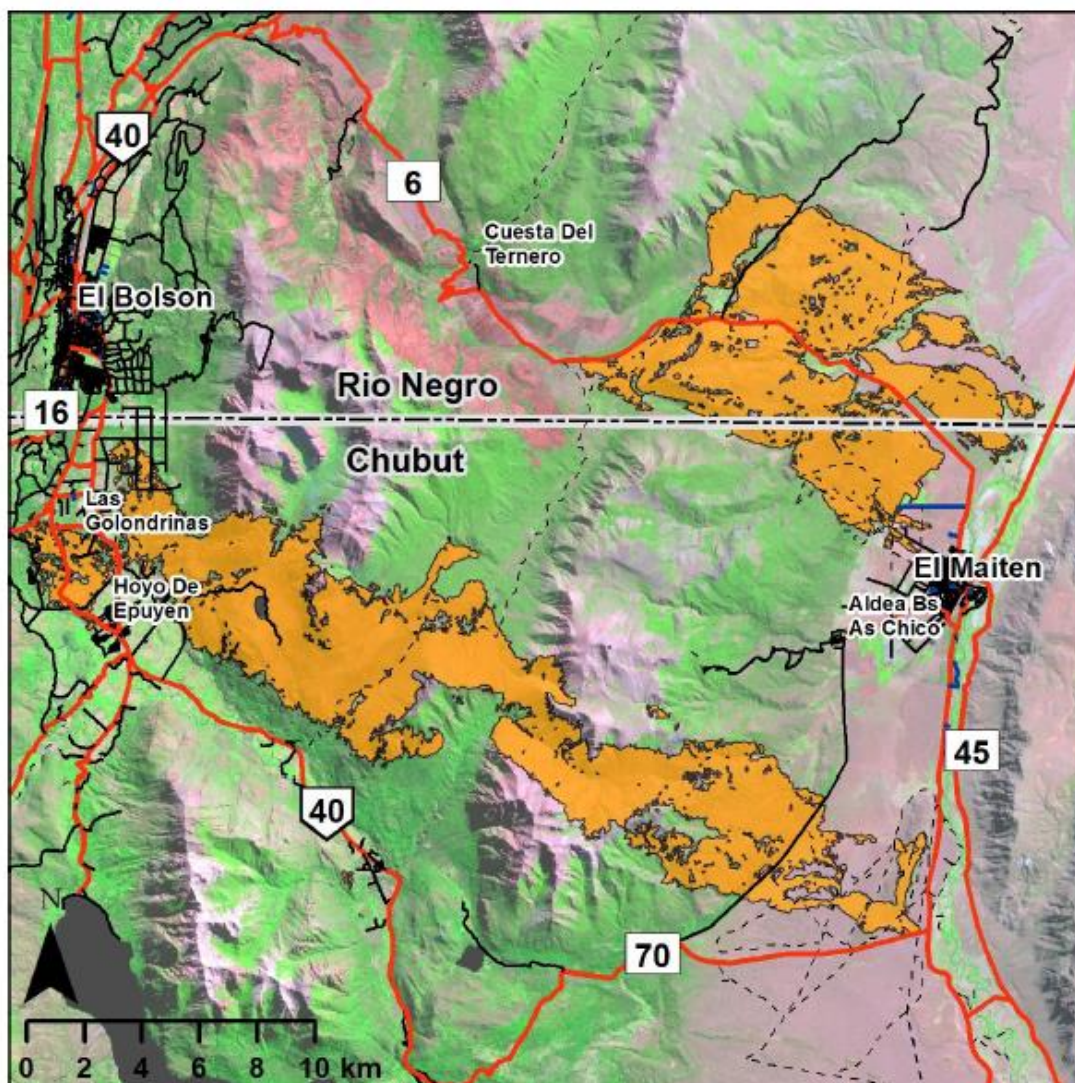 40
6
Cuesta Del
Ternero
El Bolson
Rio Negro
16
Chubut
Las
Golondrinas
El Maiten
Hoyo De
Epuyen
Aldea Bs
As Chico
45
40
N
70
0 2 4 6 8 10 km